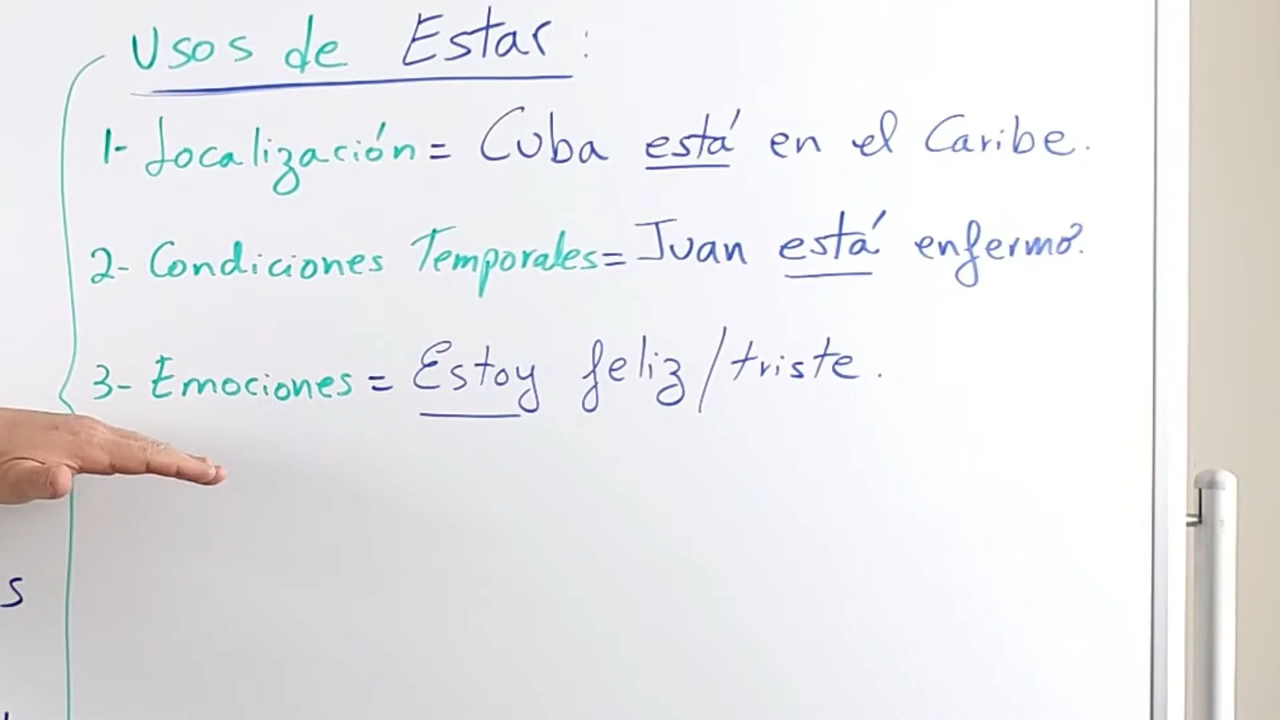 Usos de Estar:
1- Localización = Cuba está en el Caribe.
2- Condiciones Temporales = Juan está enfermo.
3- Emociones = Estoy feliz/triste.
s